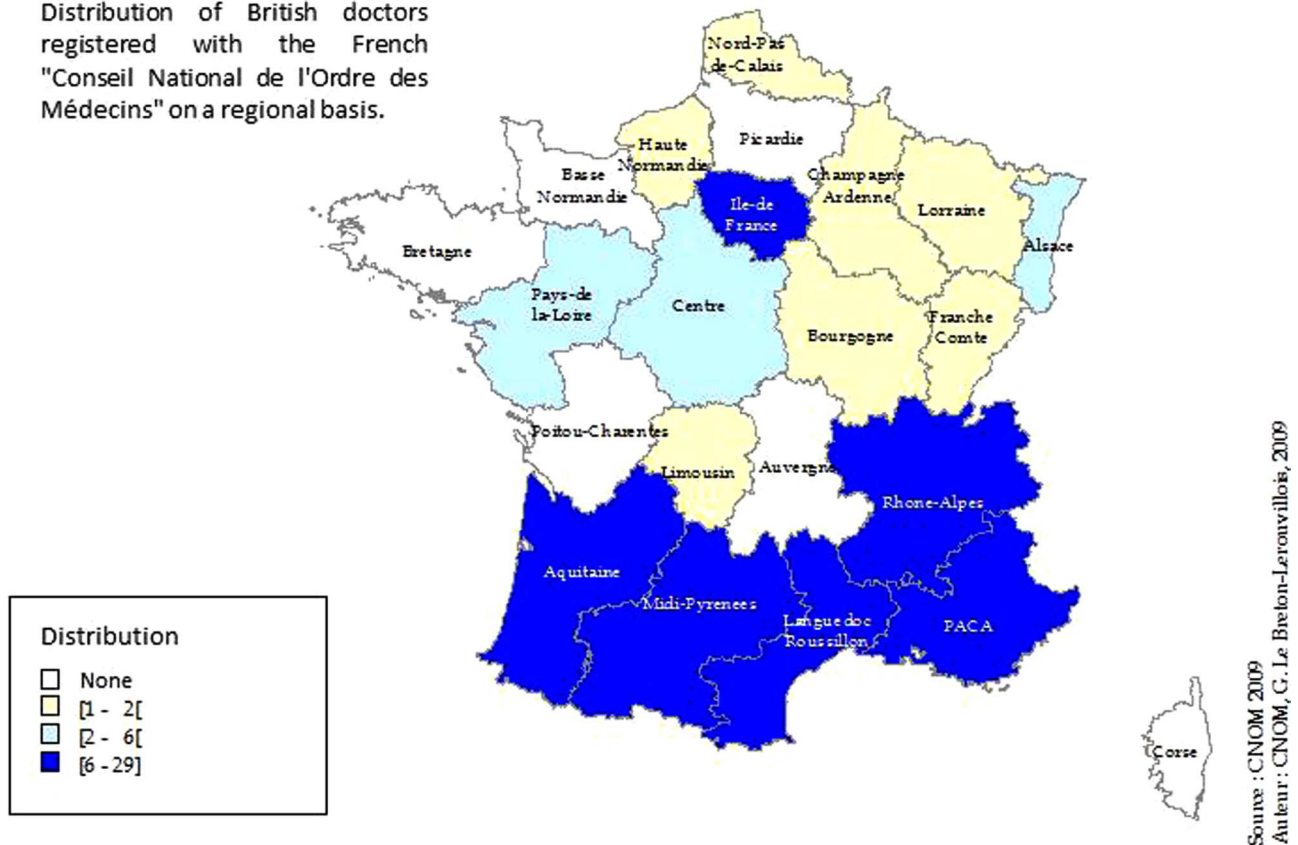 Distribution of British doctors
registered with the French
"Conseil National de l'Ordre des
Médecins" on a regional basis.
Nord-Pas
de-Calais
Picardie
Haute
Normandie
Basse
Normandie
Champagne
Ardenne
Lorraine
Ile-de
France
Alsace
Bretagne
Pays-de
la-Loire
Centre
Bourgogne
Franche
Comte
Poitou-Charentes
Limousin
Auvergne
Rhone-Alpes
Aquitaine
Midi-Pyrenees
Languedoc
Roussillon
PACA
Corse
Distribution
None
[1 - 2[
[2 - 6[
[6 - 29]
Source : CNOM 2009
Auteur : CNOM, G. Le Breton-Lerouvillois, 2009